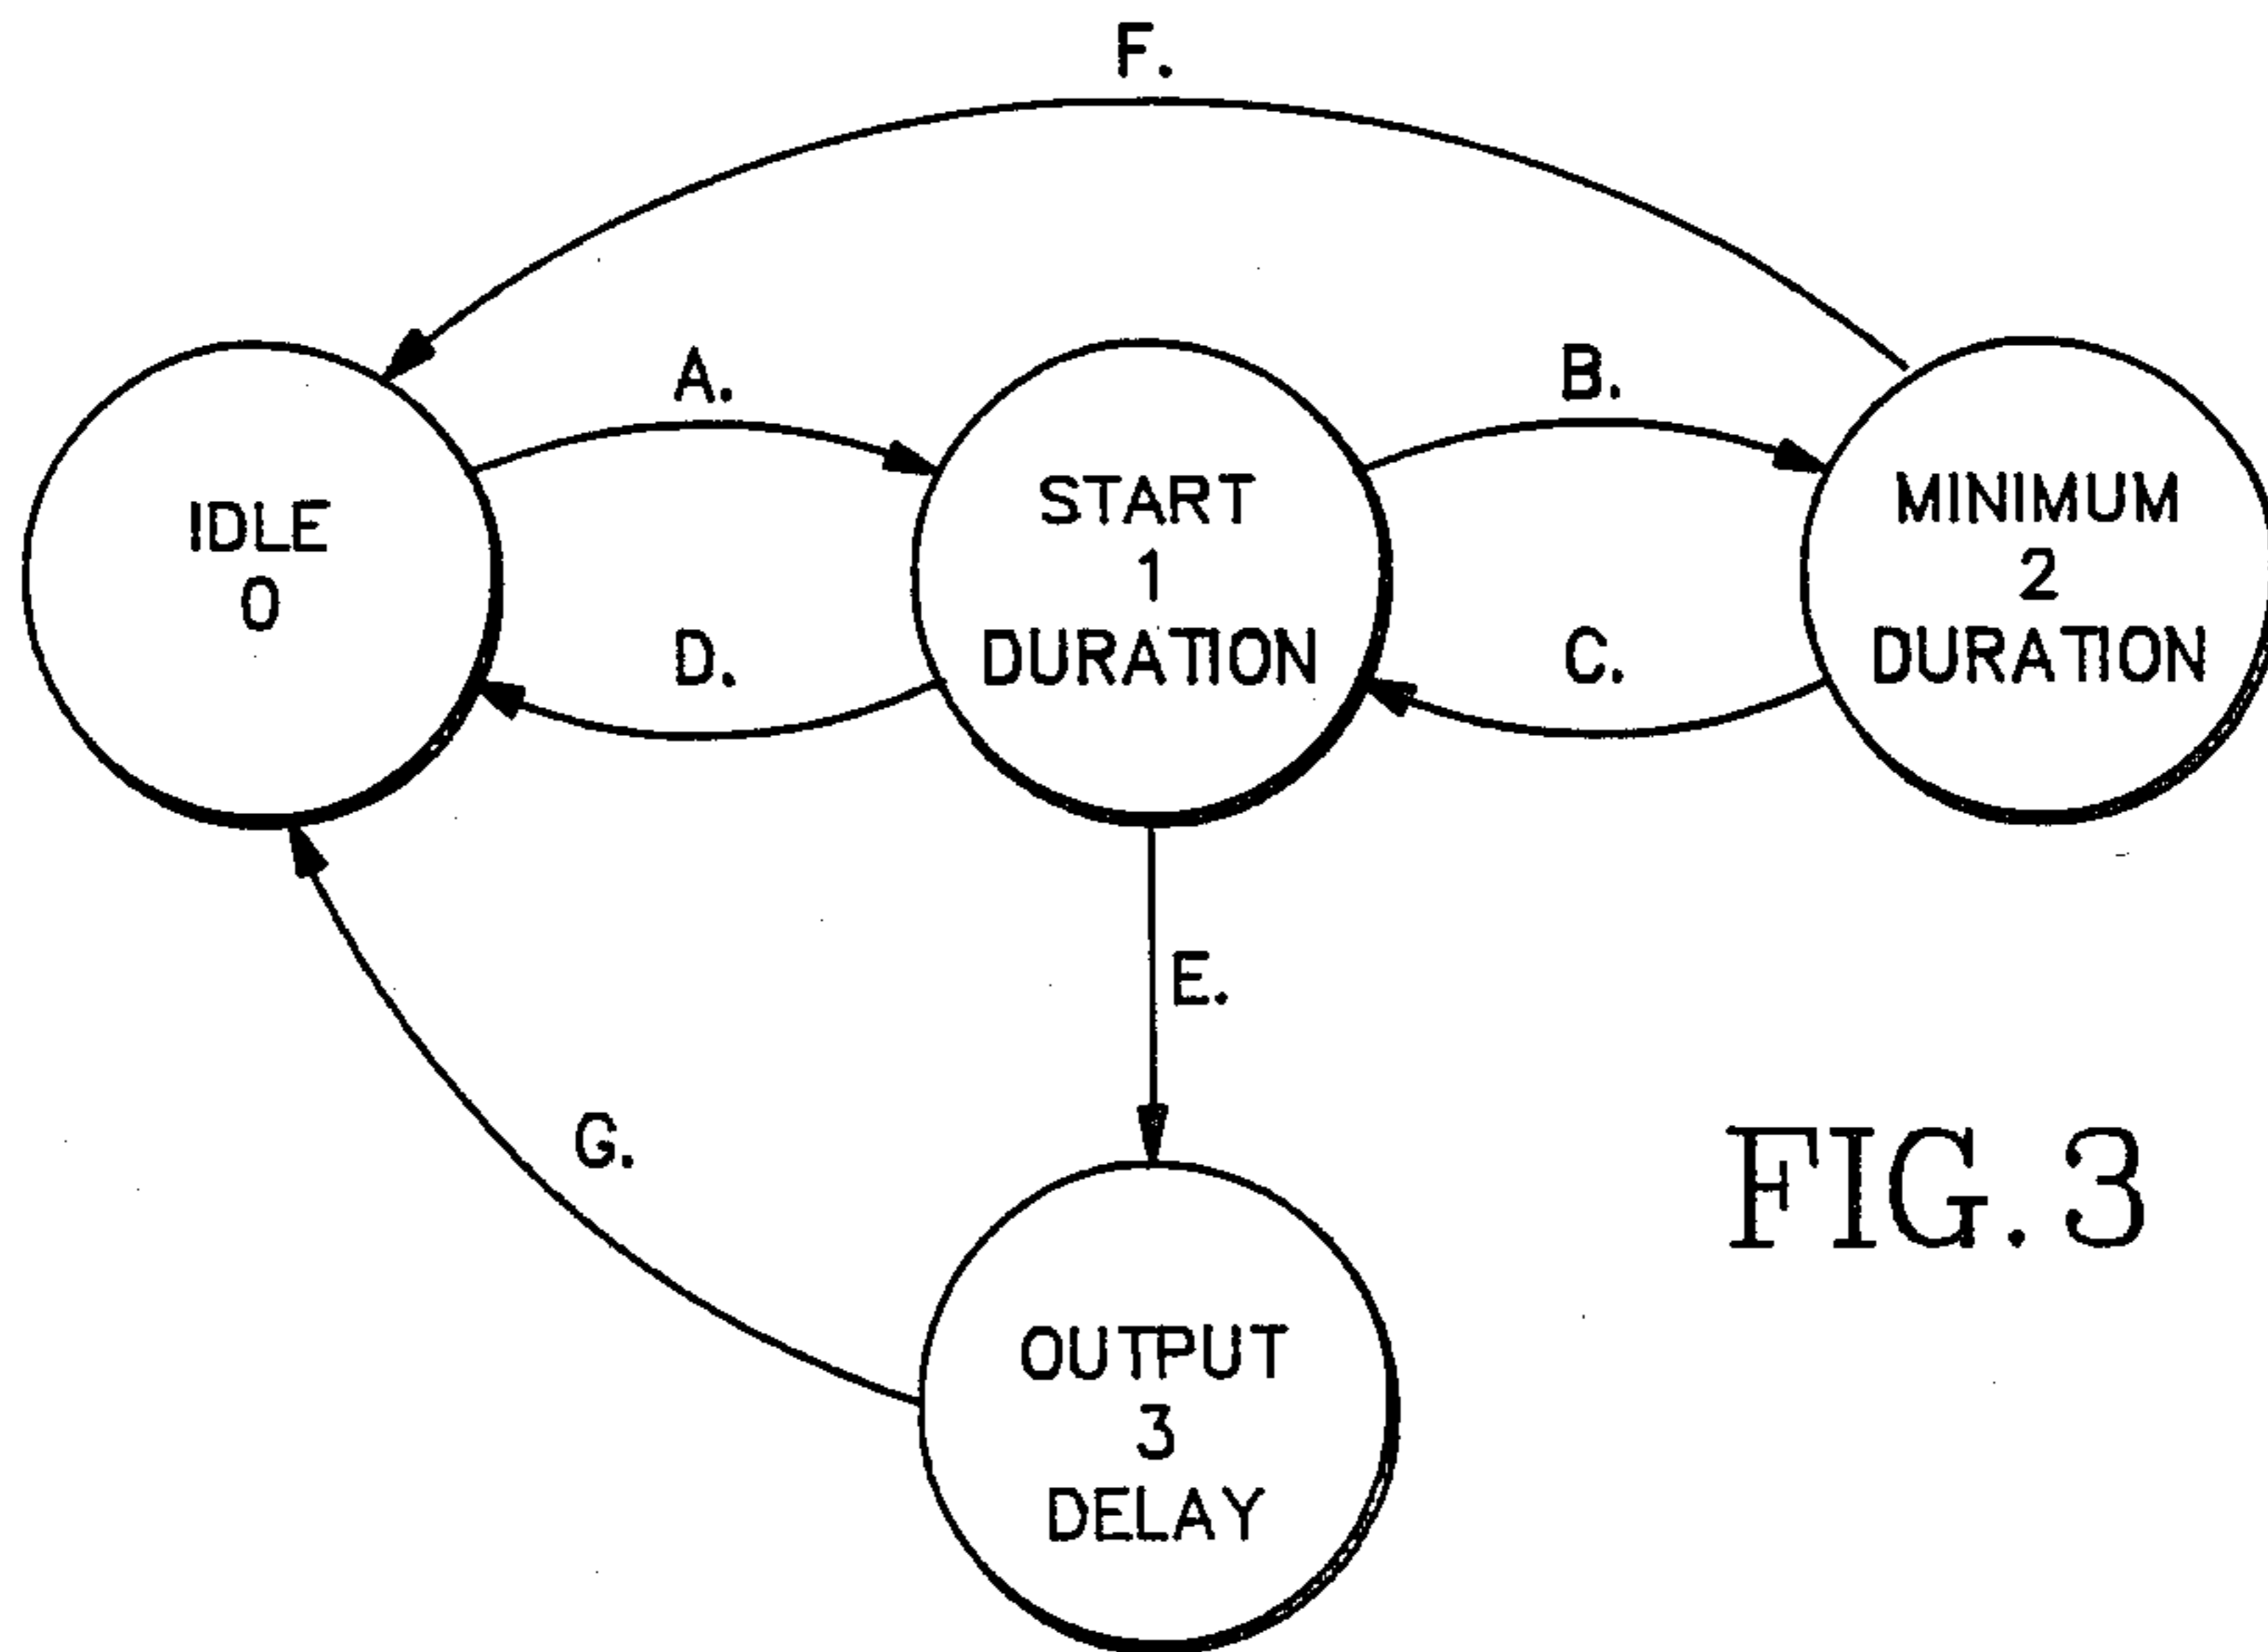 F.
A.
B.
IDLE
0
START
1
DURATION
MINIMUM
2
DURATION
D.
C.
E.
G.
FIG. 3
OUTPUT
3
DELAY